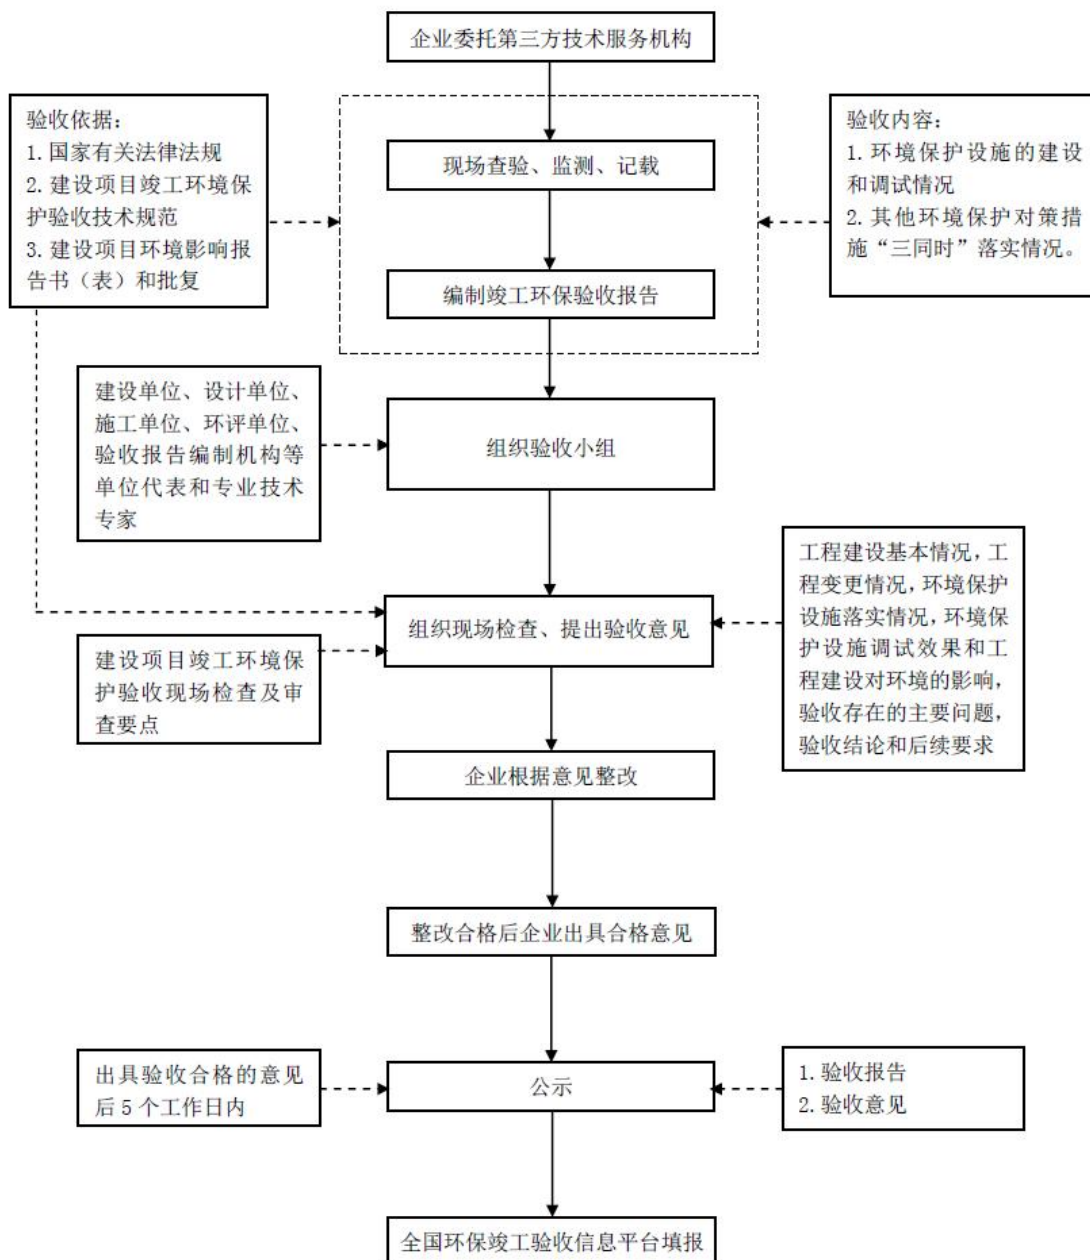 企业委托第三方技术服务机构
验收依据：
1.国家有关法律法规
2.建设项目竣工环境保
护验收技术规范
3.建设项目环境影响报
告书（表）和批复
现场查验、监测、记载
编制竣工环保验收报告
验收内容：
1.环境保护设施的建设
和调试情况
2.其他环境保护对策措
施“三同时”落实情况。
建设单位、设计单位、
施工单位、环评单位、
验收报告编制机构等
单位代表和专业技术
专家
组织验收小组
组织现场检查、提出验收意见
建设项目竣工环境保
护验收现场检查及审
查要点
工程建设基本情况，工
程变更情况，环境保护
设施落实情况，环境保
护设施调试效果和工
程建设对环境的影响，
验收存在的主要问题，
验收结论和后续要求
企业根据意见整改
整改合格后企业出具合格意见
出具验收合格的意见
后5个工作日内
公示
1.验收报告
2.验收意见
全国环保竣工验收信息平台填报